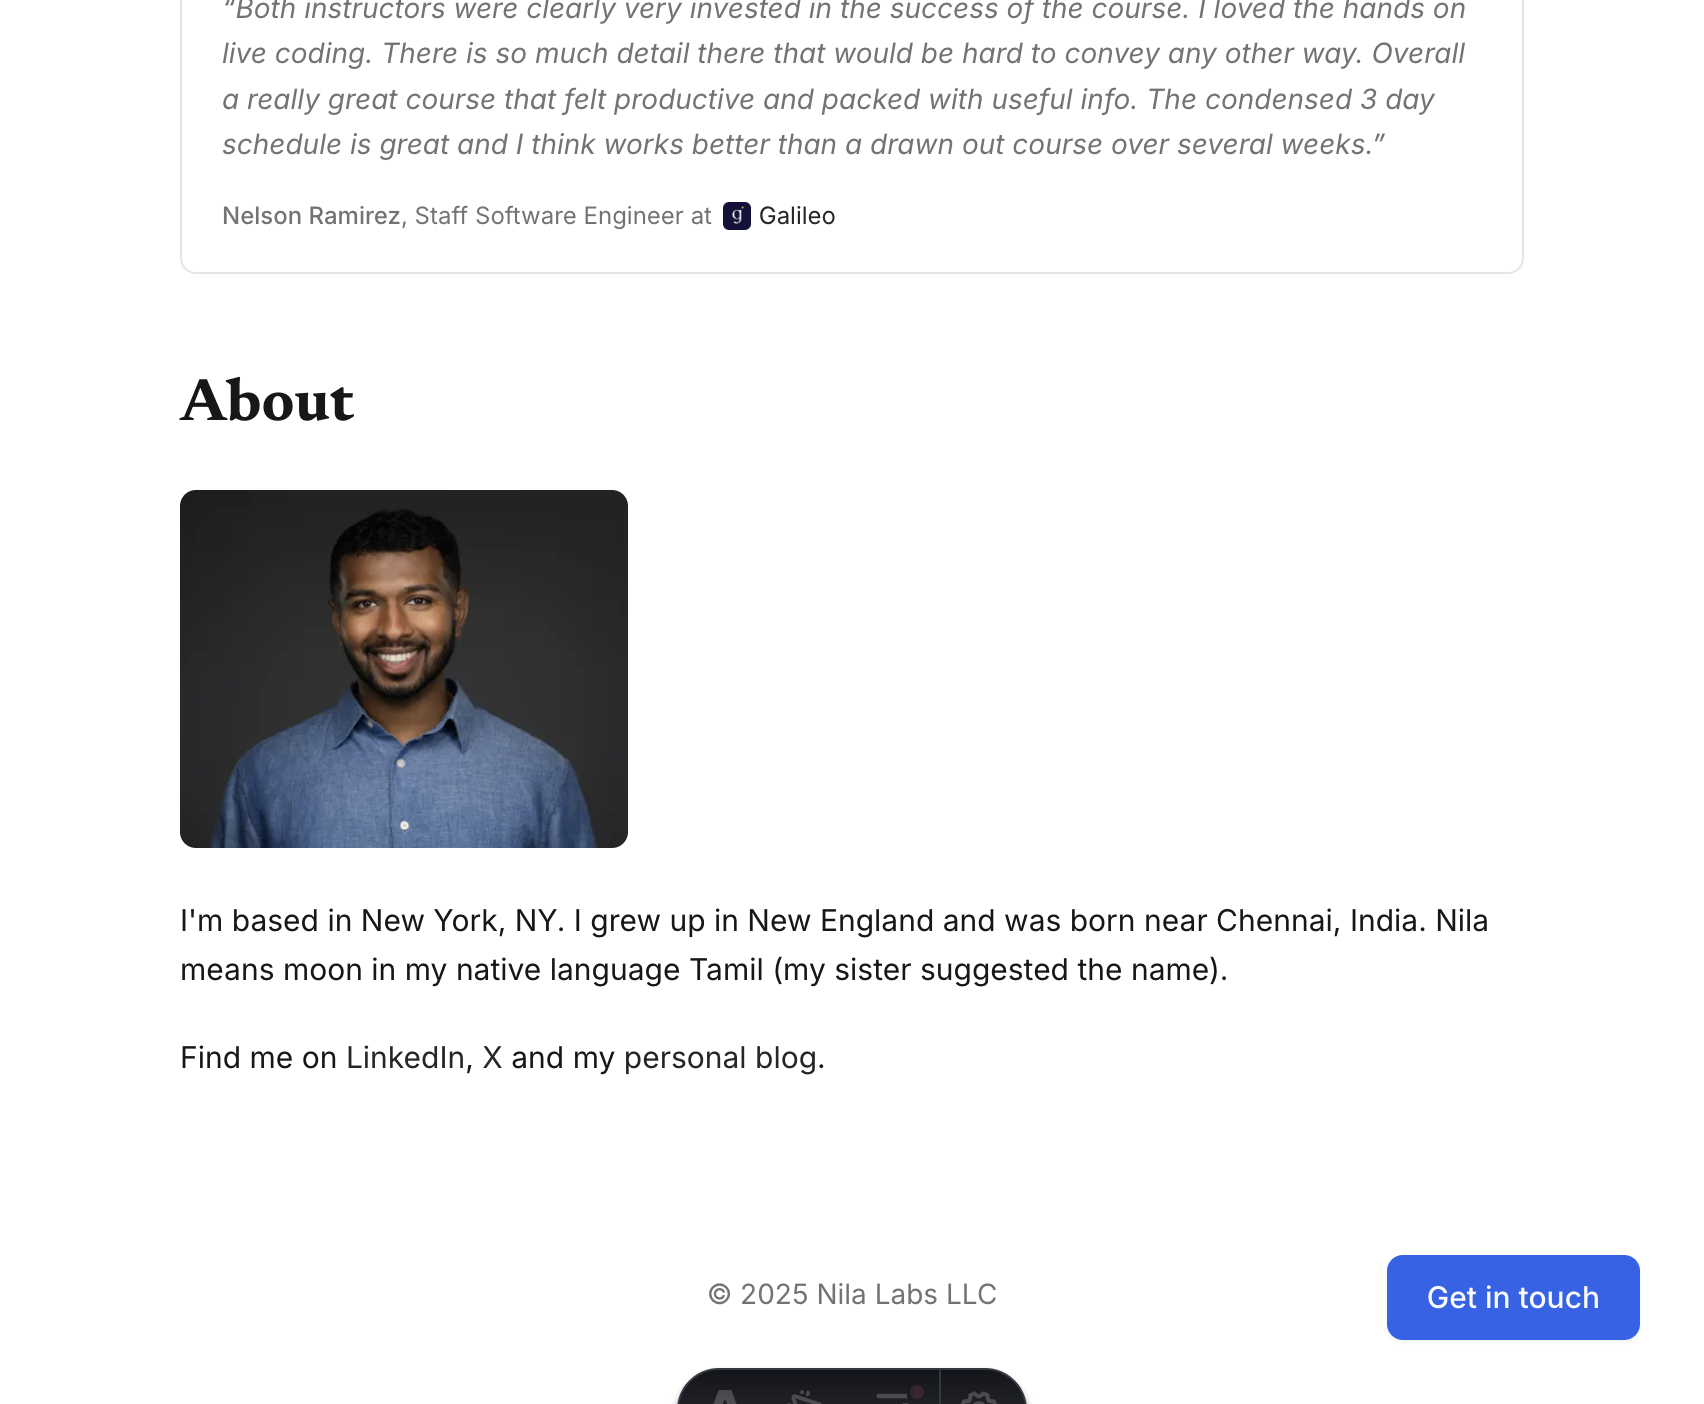 “Both instructors were clearly very invested in the success of the course. I loved the hands on
live coding. There is so much detail there that would be hard to convey any other way. Overall
a really great course that felt productive and packed with useful info. The condensed 3 day
schedule is great and I think works better than a drawn out course over several weeks.”
Nelson Ramirez, Staff Software Engineer at g Galileo
About
I'm based in New York, NY. I grew up in New England and was born near Chennai, India. Nila
means moon in my native language Tamil (my sister suggested the name).
Find me on LinkedIn, X and my personal blog.
© 2025 Nila Labs LLC
Get in touch